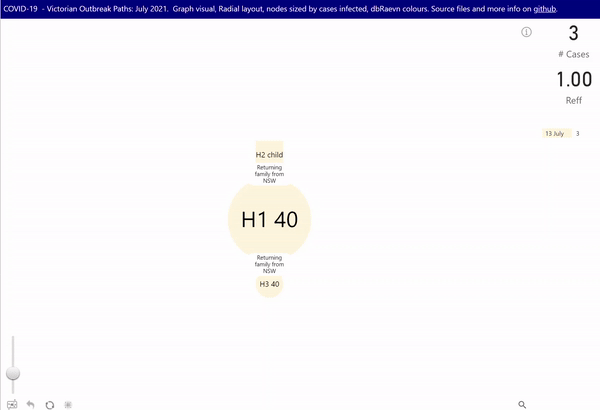 COVID-19 - Victorian Outbreak Paths: July 2021. Graph visual, Radial layout, nodes sized by cases infected, dbRaevn colours. Source files and more info on github.
3
# Cases
1.00
Reff
13 July 3
H2 child
Returning
family from
NSW
H1 40
Returning
family from
NSW
H3 40